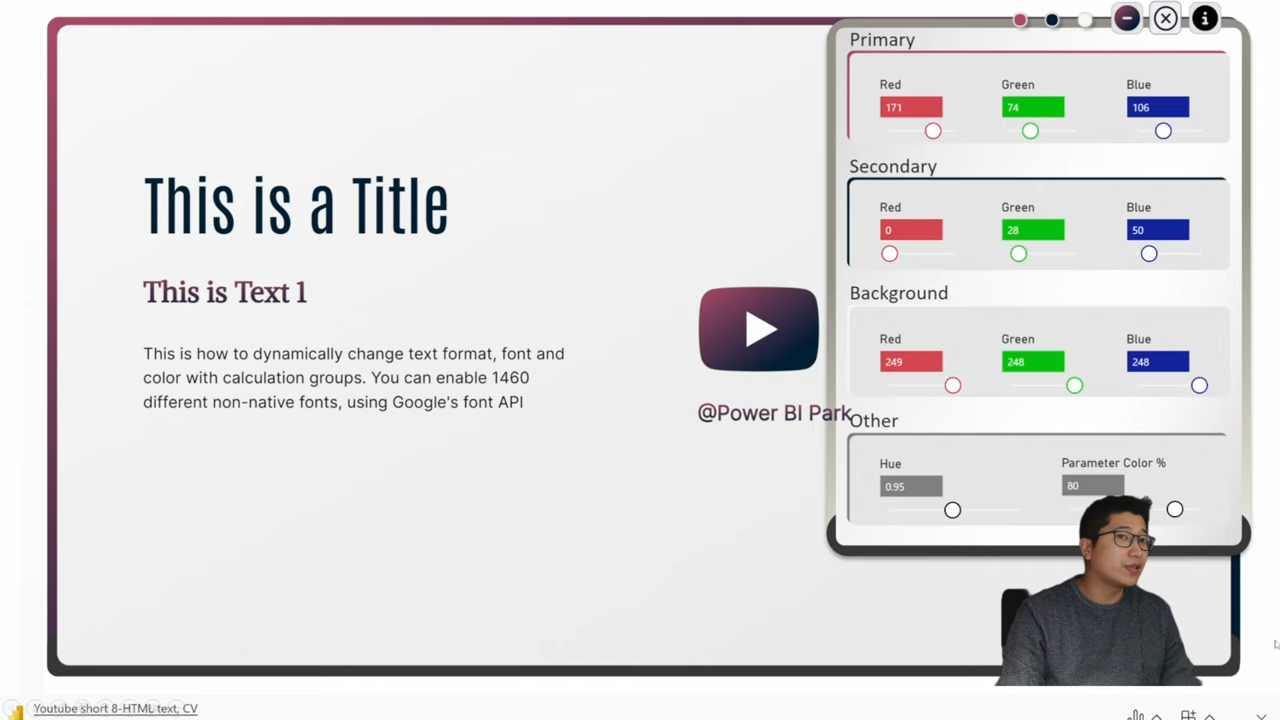 This is a Title
This is Text 1
This is how to dynamically change text format, font and
color with calculation groups. You can enable 1460
different non-native fonts, using Google's font API
@Power BI Park
Primary
Red
Green
Blue
171
74
106
Secondary
Red
Green
Blue
0
28
50
Background
Red
Green
Blue
249
248
248
Other
Hue
Parameter Color %
0.95
80
Youtube short 8-HTML text, CV